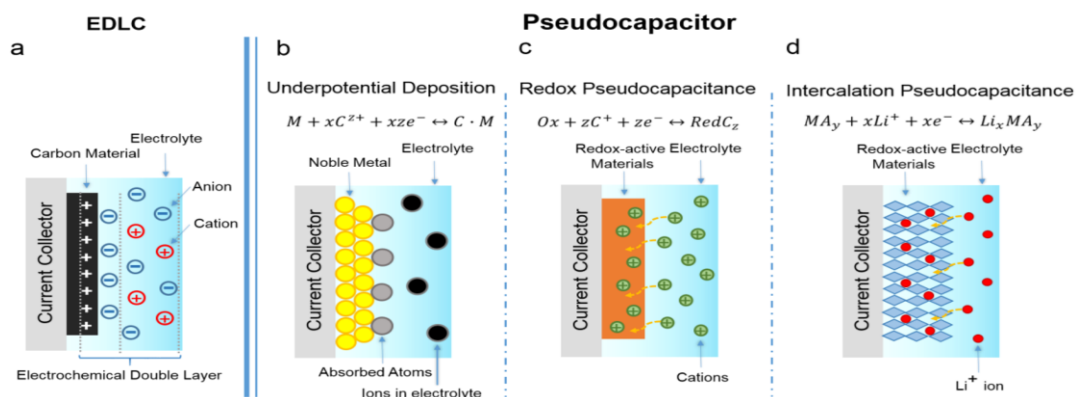 EDLC
Pseudocapacitor
a
b
c
d
Underpotential Deposition
Redox Pseudocapacitance
Intercalation Pseudocapacitance
M + xC^{z+} + xze^- ↔ C · M
Ox + zC^+ + ze^- ↔ RedC_z
MA_y + xLi^+ + xe^- ↔ Li_xMA_y
Electrolyte
Carbon Material
Anion
Cation
Current Collector
Electrochemical Double Layer
Electrolyte
Noble Metal
Current Collector
Absorbed Atoms
Ions in electrolyte
Redox-active Electrolyte
Materials
Current Collector
Cations
Redox-active Electrolyte
Materials
Current Collector
Li^+ ion